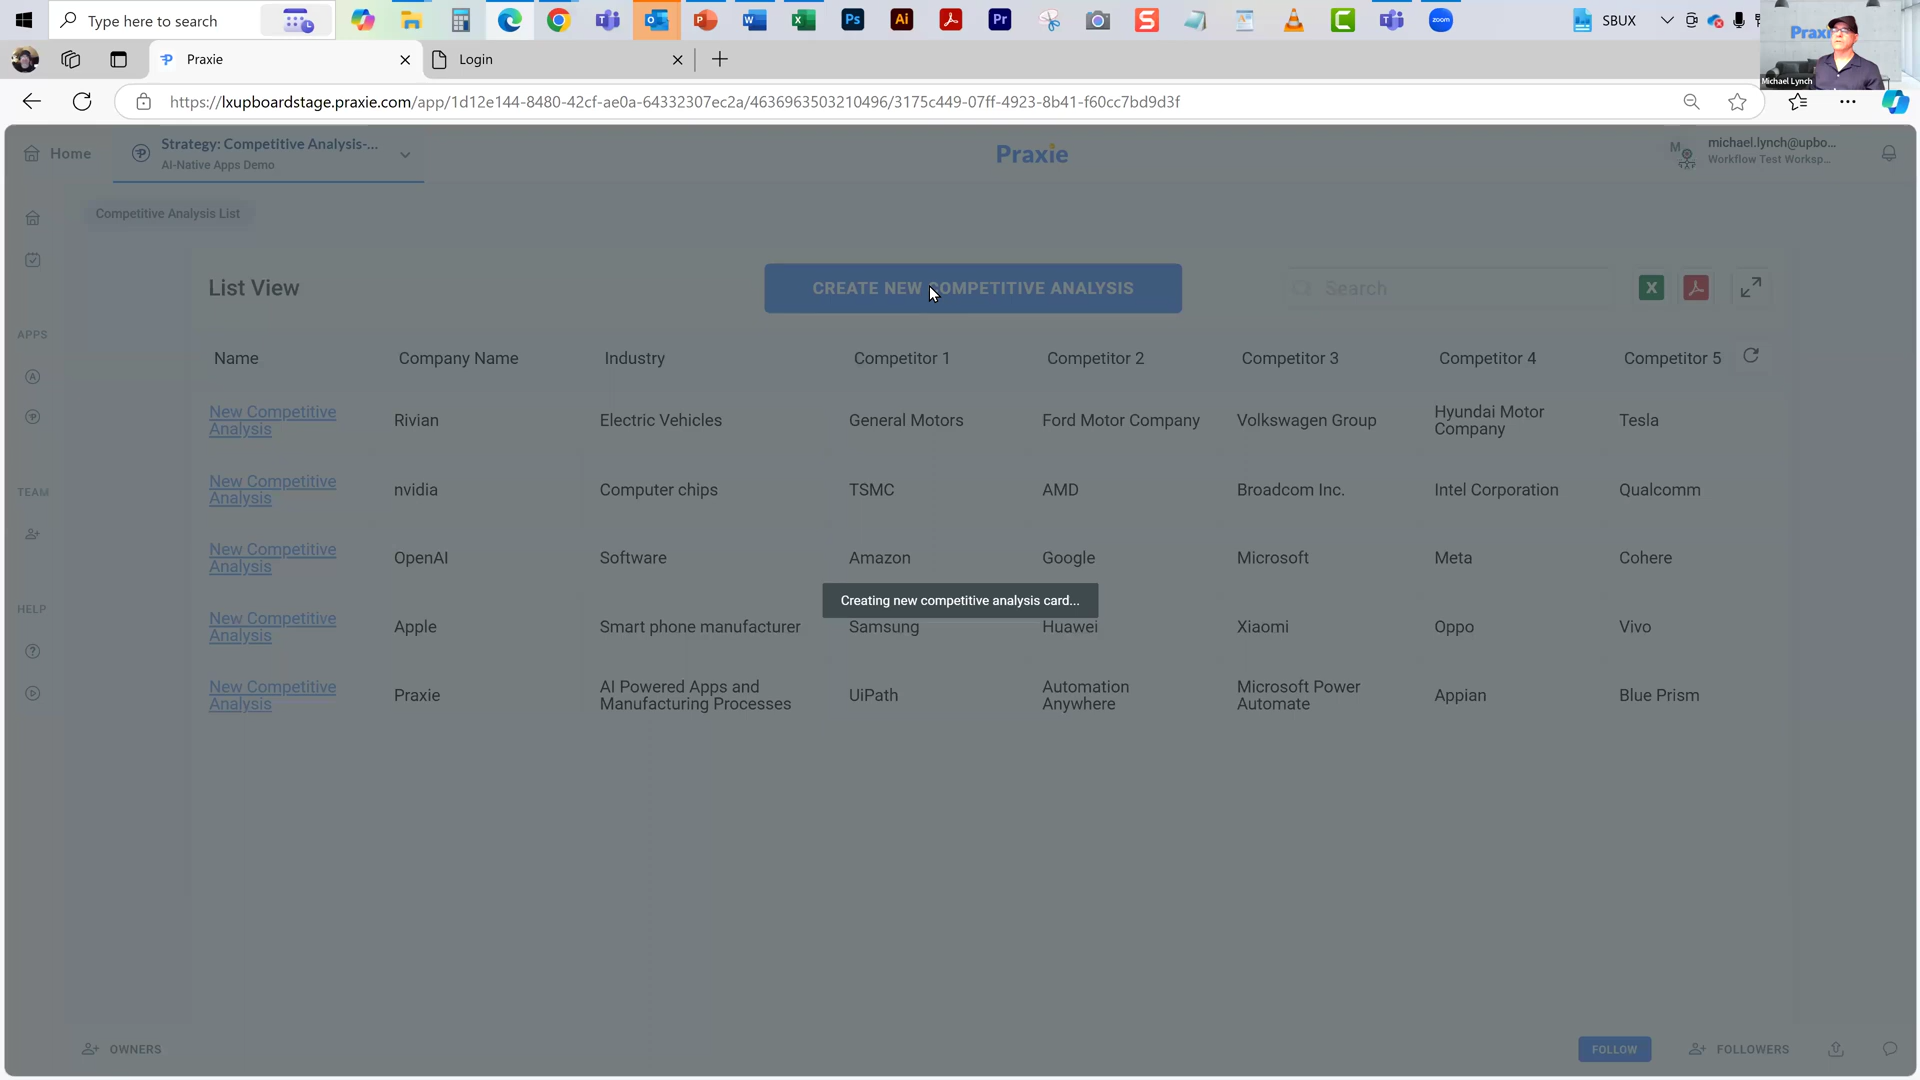 Type here to search
Ps
Ai
Pr
S
C
zoom
SBUX
Praxie
Login
https://lxupboardstage.praxie.com/app/1d12e144-8480-42cf-ae0a-64332307ec2a/4636963503210496/3175c449-07ff-4923-8b41-f60cc7bd9d3f
Michael Lynch
Home
Strategy: Competitive Analysis-...
AI-Native Apps Demo
Praxie
michael.lynch@upbo...
Workflow Test Worksp...
Competitive Analysis List
List View
CREATE NEW COMPETITIVE ANALYSIS
Search
APPS
Name Company Name Industry Competitor 1 Competitor 2 Competitor 3 Competitor 4 Competitor 5
New Competitive Analysis Rivian Electric Vehicles General Motors Ford Motor Company Volkswagen Group Hyundai Motor Company Tesla
TEAM
New Competitive Analysis nvidia Computer chips TSMC AMD Broadcom Inc. Intel Corporation Qualcomm
New Competitive Analysis OpenAI Software Amazon Google Microsoft Meta Cohere
Creating new competitive analysis card...
HELP
New Competitive Analysis Apple Smart phone manufacturer Samsung Huawei Xiaomi Oppo Vivo
New Competitive Analysis Praxie AI Powered Apps and Manufacturing Processes UiPath Automation Anywhere Microsoft Power Automate Appian Blue Prism
OWNERS
FOLLOW
FOLLOWERS